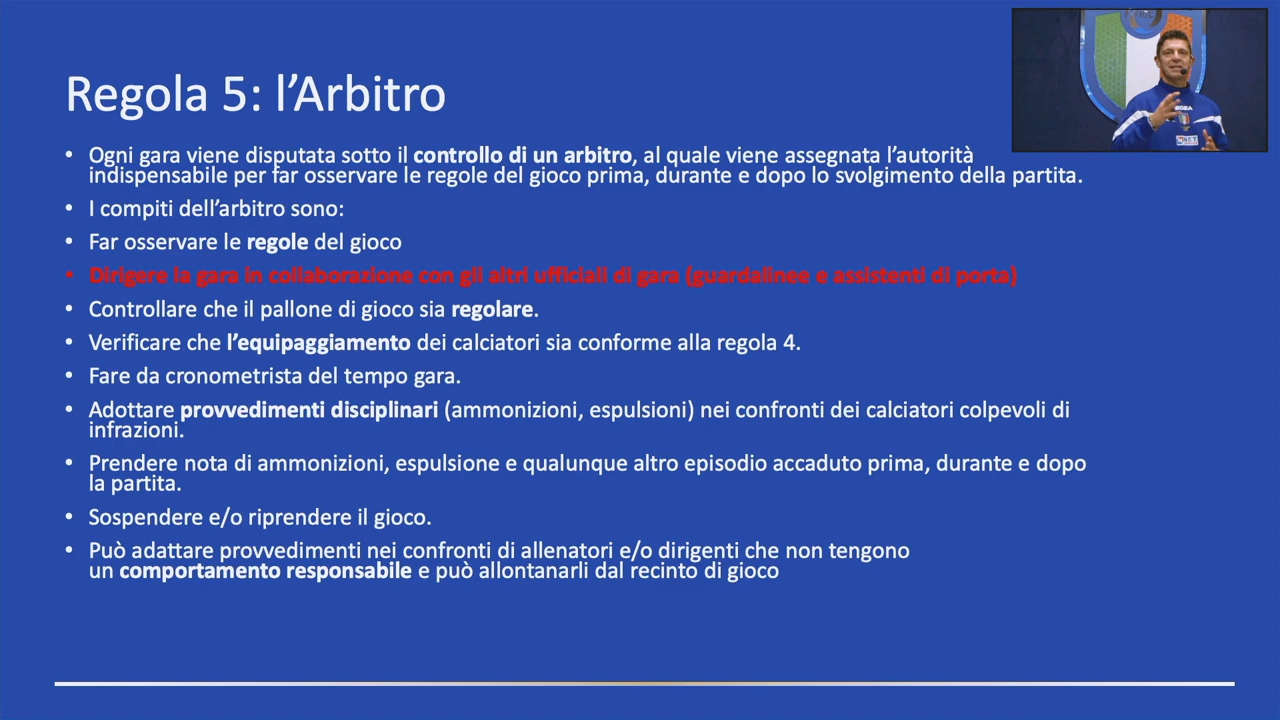 Regola 5: l’Arbitro
• Ogni gara viene disputata sotto il controllo di un arbitro, al quale viene assegnata l’autorità
indispensabile per far osservare le regole del gioco prima, durante e dopo lo svolgimento della partita.
• I compiti dell’arbitro sono:
• Far osservare le regole del gioco
• Dirigere la gara in collaborazione con gli altri ufficiali di gara (guardalinee e assistenti di porta)
• Controllare che il pallone di gioco sia regolare.
• Verificare che l’equipaggiamento dei calciatori sia conforme alla regola 4.
• Fare da cronometrista del tempo gara.
• Adottare provvedimenti disciplinari (ammonizioni, espulsioni) nei confronti dei calciatori colpevoli di
infrazioni.
• Prendere nota di ammonizioni, espulsione e qualunque altro episodio accaduto prima, durante e dopo
la partita.
• Sospendere e/o riprendere il gioco.
• Può adattare provvedimenti nei confronti di allenatori e/o dirigenti che non tengono
un comportamento responsabile e può allontanarli dal recinto di gioco